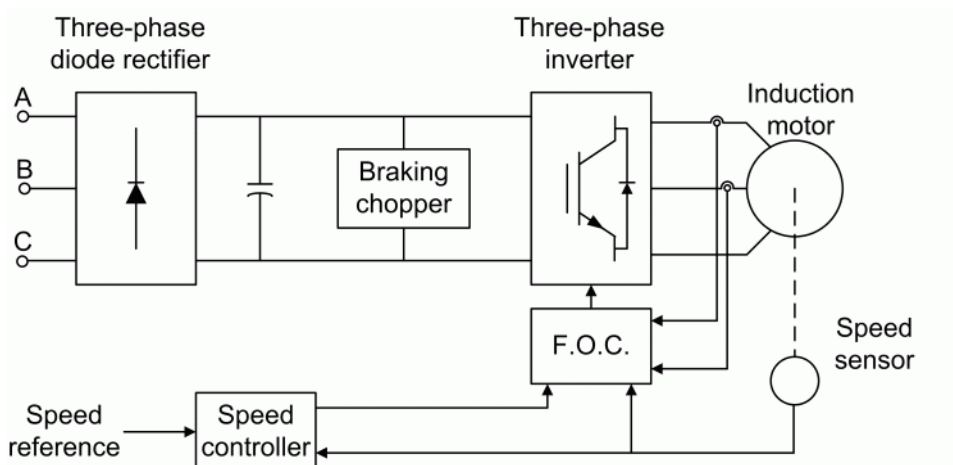 Three-phase
diode rectifier
Three-phase
inverter
Induction
motor
A
B
C
Braking
chopper
F.O.C.
Speed
sensor
Speed
reference
Speed
controller